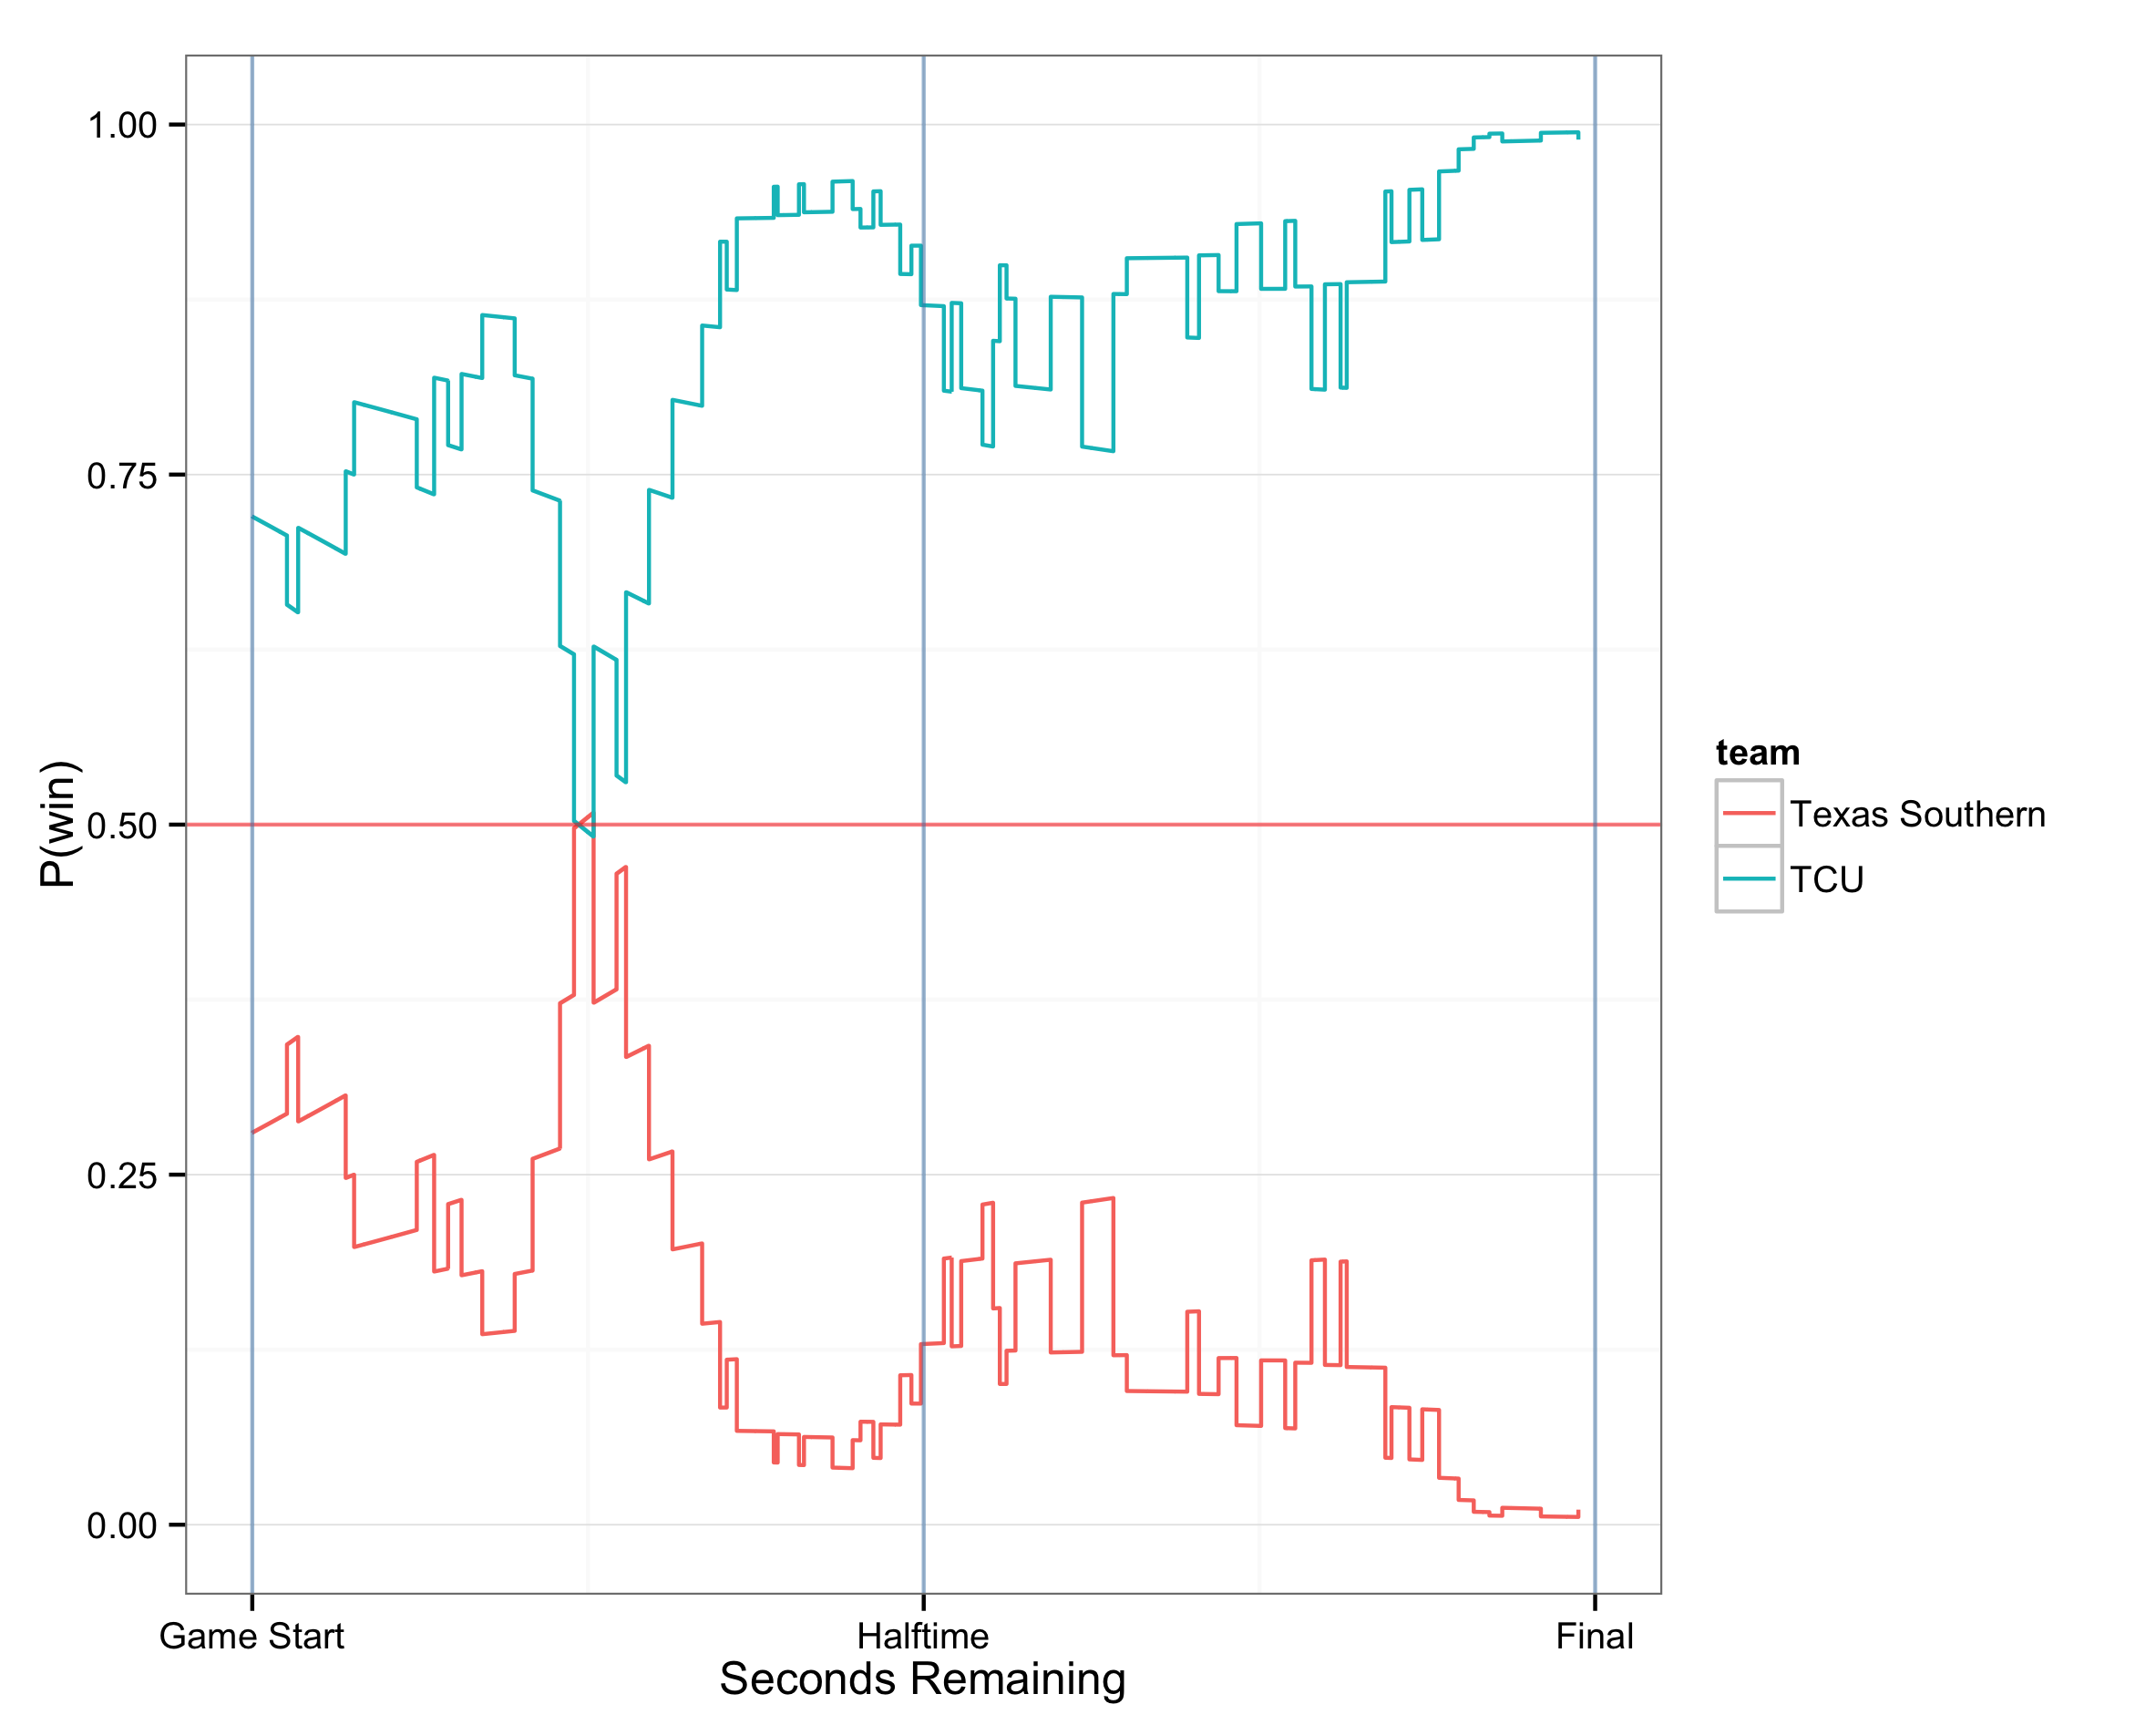 1.00
0.75
0.50
0.25
0.00
P(win)
Game Start
Halftime
Final
Seconds Remaining
team
Texas Southern
TCU